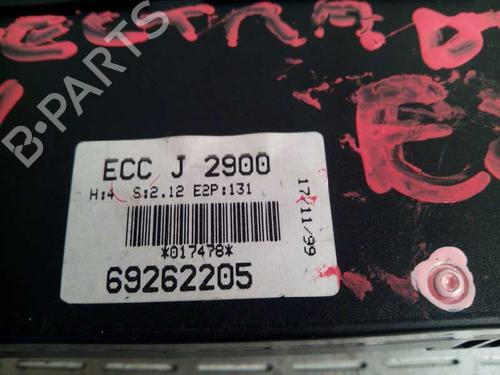 B-PARTS
ECC J 2900
H:4 S:2.12 E2P:131
*017478*
69262205
17/11/99